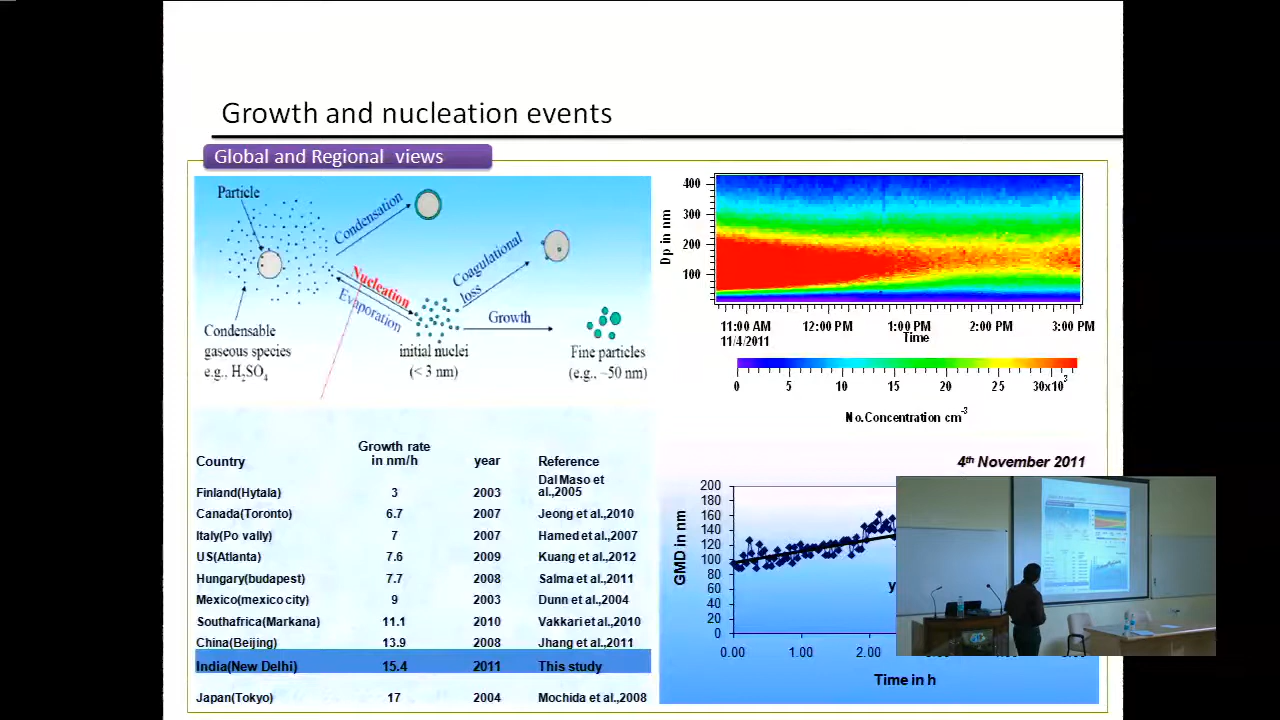 Growth and nucleation events
Global and Regional views
Particle
Condensation
Nucleation
Evaporation
Coagulational
loss
Growth
Condensable
gaseous species
e.g., H₂SO₄
initial nuclei
(< 3 nm)
Fine particles
(e.g., ~50 nm)
Dp in nm
400
300
200
100
11:00 AM 12:00 PM 1:00 PM 2:00 PM 3:00 PM
11/4/2011
Time
0 5 10 15 20 25 30x10³
No.Concentration cm⁻³
Growth rate
Country in nm/h year Reference
Finland(Hytala) 3 2003 Dal Maso et al.,2005
Canada(Toronto) 6.7 2007 Jeong et al.,2010
Italy(Po vally) 7 2007 Hamed et al.,2007
US(Atlanta) 7.6 2009 Kuang et al.,2012
Hungary(budapest) 7.7 2008 Salma et al.,2011
Mexico(mexico city) 9 2003 Dunn et al.,2004
Southafrica(Markana) 11.1 2010 Vakkari et al.,2010
China(Beijing) 13.9 2008 Jhang et al.,2011
India(New Delhi) 15.4 2011 This study
Japan(Tokyo) 17 2004 Mochida et al.,2008
4th November 2011
GMD in nm
200
180
160
140
120
100
80
60
40
20
0
y
0.00 1.00 2.00
Time in h